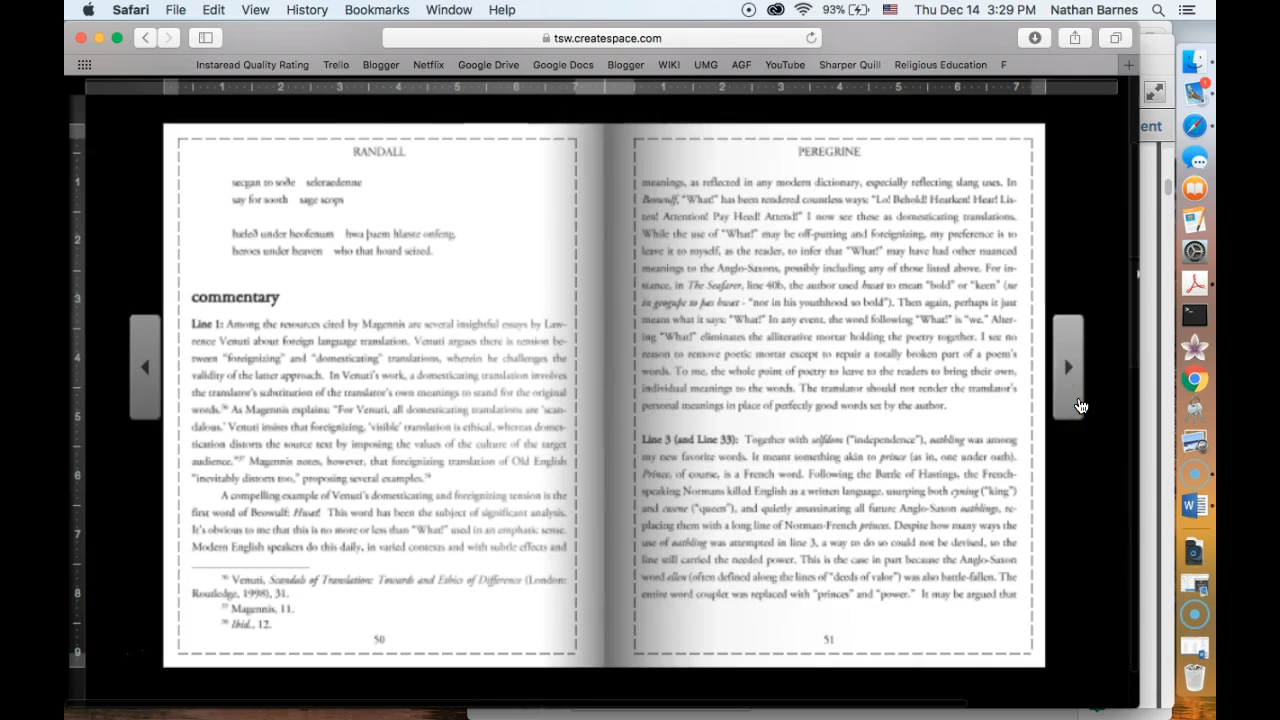 Safari File Edit View History Bookmarks Window Help 93% Thu Dec 14 3:29 PM Nathan Barnes
tsw.createspace.com
Instaread Quality Rating Trello Blogger Netflix Google Drive Google Docs Blogger WIKI UMG AGF YouTube Sharper Quill Religious Education F
ent
RANDALL
secgan to soðe seleraedenne
say for sooth sage scops
hæleð under heofenum hwa þaem hlæste onfeng.
heroes under heaven who that hoard seized.
commentary
Line 1: Among the resources cited by Magennis are several insightful essays by Law-
rence Venuti about foreign language translation. Venuti argues there is tension be-
tween “foreignizing” and “domesticating” translations, wherein he challenges the
validity of the latter approach. In Venuti’s work, a domesticating translation involves
the translator’s substitution of the translator’s own meanings to stand for the original
words.³⁶ As Magennis explains: “For Venuti, all domesticating translations are ‘scan-
dalous.’ Venuti insists that foreignizing, ‘visible’ translation is ethical, whereas domes-
tication distorts the source text by imposing the values of the culture of the target
audience.”³⁷ Magennis notes, however, that foreignizing translation of Old English
“inevitably distorts too,” proposing several examples.³⁸
A compelling example of Venuti’s domesticating and foreignizing tension is the
first word of Beowulf: Hwæt! This word has been the subject of significant analysis.
It’s obvious to me that this is no more or less than “What!” used in an emphatic sense.
Modern English speakers do this daily, in varied contexts and with subtle effects and
³⁶ Venuti, Scandals of Translation: Towards and Ethics of Difference (London:
Routledge, 1998), 31.
³⁷ Magennis, 11.
³⁸ Ibid., 12.
50
PEREGRINE
meanings, as reflected in any modern dictionary, especially reflecting slang uses. In
Beowulf, “What!” has been rendered countless ways: “Lo! Behold! Hearken! Hear! Lis-
ten! Attention! Pay Heed! Attend!” I now see these as domesticating translations.
While the use of “What!” may be off-putting and foreignizing, my preference is to
leave it to myself, as the reader, to infer that “What!” may have had other nuanced
meanings to the Anglo-Saxons, possibly including any of those listed above. For in-
stance, in The Seafarer, line 40b, the author used hwæt to mean “bold” or “keen” (ne
in geoguþe to þæs hwæt - “nor in his youthhood so bold”). Then again, perhaps it just
means what it says: “What!” In any event, the word following “What!” is “we.” Alter-
ing “What!” eliminates the alliterative mortar holding the poetry together. I see no
reason to remove poetic mortar except to repair a totally broken part of a poem’s
words. To me, the whole point of poetry to leave to the readers to bring their own,
individual meanings to the words. The translator should not render the translator’s
personal meanings in place of perfectly good words set by the author.
Line 3 (and Line 33): Together with selfdom (“independence”), aethling was among
my new favorite words. It means something akin to prince (as in, one under oath).
Prince, of course, is a French word. Following the Battle of Hastings, the French-
speaking Normans killed English as a written language, usurping both cyning (“king”)
and cwene (“queen”), and quietly assassinating all future Anglo-Saxon aethlings, re-
placing them with a long line of Norman-French princes. Despite how many ways the
use of aethling was attempted in line 3, a way to do so could not be devised, so the
line still carried the needed power. This is the case in part because the Anglo-Saxon
word ellen (often defined along the lines of “deeds of valor”) was also battle-fallen. The
entire word couplet was replaced with “princes” and “power.” It may be argued that
51